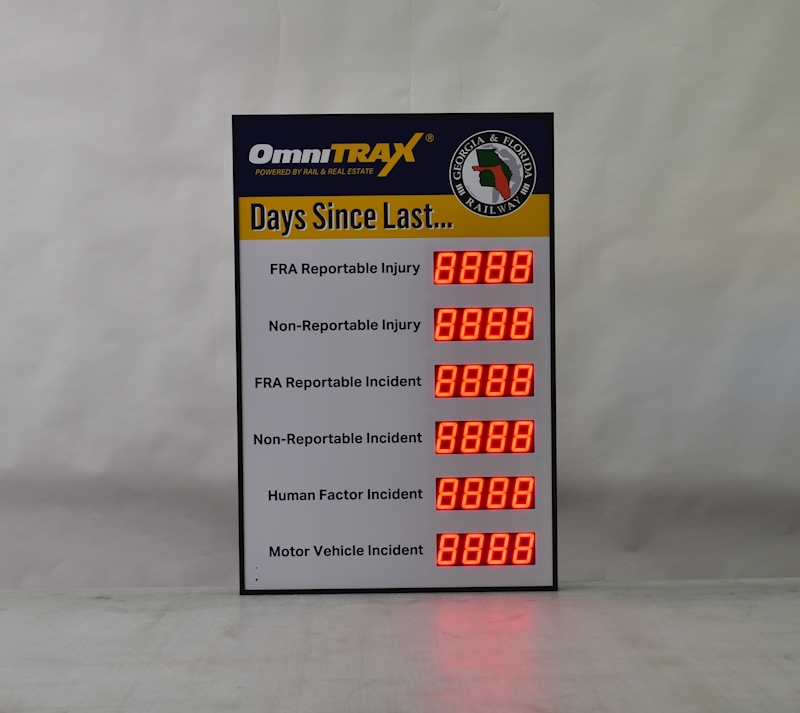 OmniTRAX®
POWERED BY RAIL & REAL ESTATE
GEORGIA & FLORIDA
RAILWAY
Days Since Last...
FRA Reportable Injury 8888
Non-Reportable Injury 8888
FRA Reportable Incident 8888
Non-Reportable Incident 8888
Human Factor Incident 8888
Motor Vehicle Incident 8888